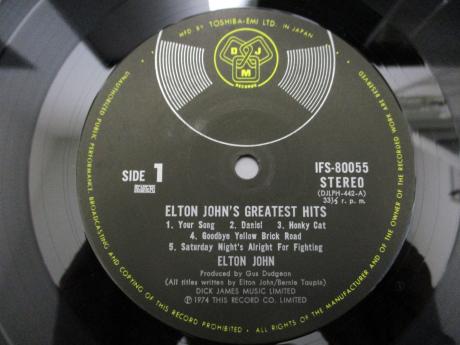 MFD. BY TOSHIBA-EMI LTD. IN JAPAN
DJM
RECORDS
SIDE 1
IFS-80055
STEREO
(DJLPH-442-A)
33⅓ r. p. m.
ELTON JOHN'S GREATEST HITS
1. Your Song 2. Daniel 3. Honky Cat
4. Goodbye Yellow Brick Road
5. Saturday Night's Alright For Fighting
ELTON JOHN
Produced by Gus Dudgeon
(All titles written by Elton John/Bernie Taupin)
DICK JAMES MUSIC LIMITED
℗ 1974 THIS RECORD CO. LIMITED
UNAUTHORIZED PUBLIC PERFORMANCE, BROADCASTING AND COPYING OF THIS RECORD PROHIBITED • ALL RIGHTS OF THE MANUFACTURER AND OF THE OWNER OF THE RECORDED WORK ARE RESERVED